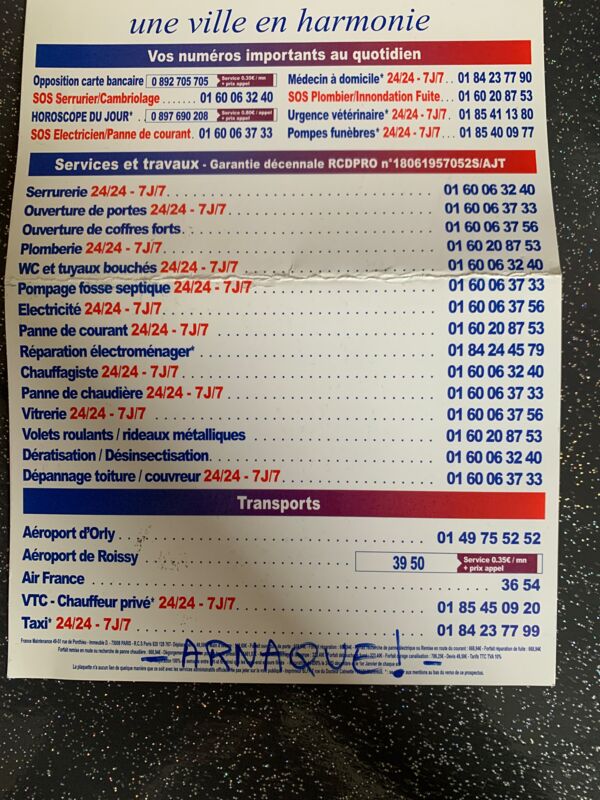 une ville en harmonie
Vos numéros importants au quotidien
Opposition carte bancaire 0 892 705 705 Service 0.35€ / mn + prix appel
Médecin à domicile* 24/24 - 7J/7. 01 84 23 77 90
SOS Serrurier/Cambriolage ....... 01 60 06 32 40
SOS Plombier/Innondation Fuite... 01 60 20 87 53
HOROSCOPE DU JOUR* . 0 897 690 208 Service 0.80€ / appel + prix appel
Urgence vétérinaire* 24/24 - 7J/7. 01 85 41 13 80
SOS Electricien/Panne de courant. 01 60 06 37 33
Pompes funèbres* 24/24 - 7J/7... 01 85 40 09 77
Services et travaux - Garantie décennale RCDPRO n°18061957052S/AJT
Serrurerie 24/24 - 7J/7 01 60 06 32 40
Ouverture de portes 24/24 - 7J/7 01 60 06 37 33
Ouverture de coffres forts 01 60 06 37 56
Plomberie 24/24 - 7J/7 01 60 20 87 53
WC et tuyaux bouchés 24/24 - 7J/7 01 60 06 32 40
Pompage fosse septique 24/24 - 7J/7 01 60 06 37 33
Electricité 24/24 - 7J/7 01 60 06 37 56
Panne de courant 24/24 - 7J/7 01 60 20 87 53
Réparation électroménager* 01 84 24 45 79
Chauffagiste 24/24 - 7J/7 01 60 06 32 40
Panne de chaudière 24/24 - 7J/7 01 60 06 37 33
Vitrerie 24/24 - 7J/7 01 60 06 37 56
Volets roulants / rideaux métalliques 01 60 20 87 53
Dératisation / Désinsectisation 01 60 06 32 40
Dépannage toiture / couvreur 24/24 - 7J/7 01 60 06 37 33
Transports
Aéroport d'Orly 01 49 75 52 52
Aéroport de Roissy 39 50 Service 0.35€ / mn + prix appel
Air France 36 54
VTC - Chauffeur privé* 24/24 - 7J/7 01 85 45 09 20
Taxi* 24/24 - 7J/7 01 84 23 77 99
- ARNAQUE! -